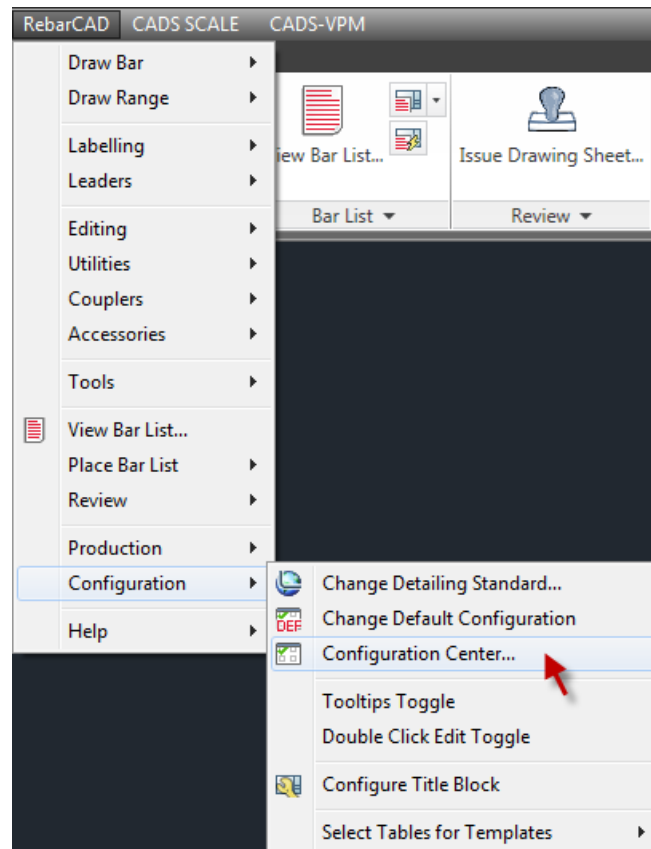 RebarCAD CADS SCALE CADS-VPM
Draw Bar
Draw Range
Labelling
Leaders
Editing
Utilities
Couplers
Accessories
Tools
View Bar List...
Place Bar List
Review
Production
Configuration
Help
iew Bar List...
Issue Drawing Sheet...
Bar List
Review
Change Detailing Standard...
DEF
Change Default Configuration
Configuration Center...
Tooltips Toggle
Double Click Edit Toggle
Configure Title Block
Select Tables for Templates